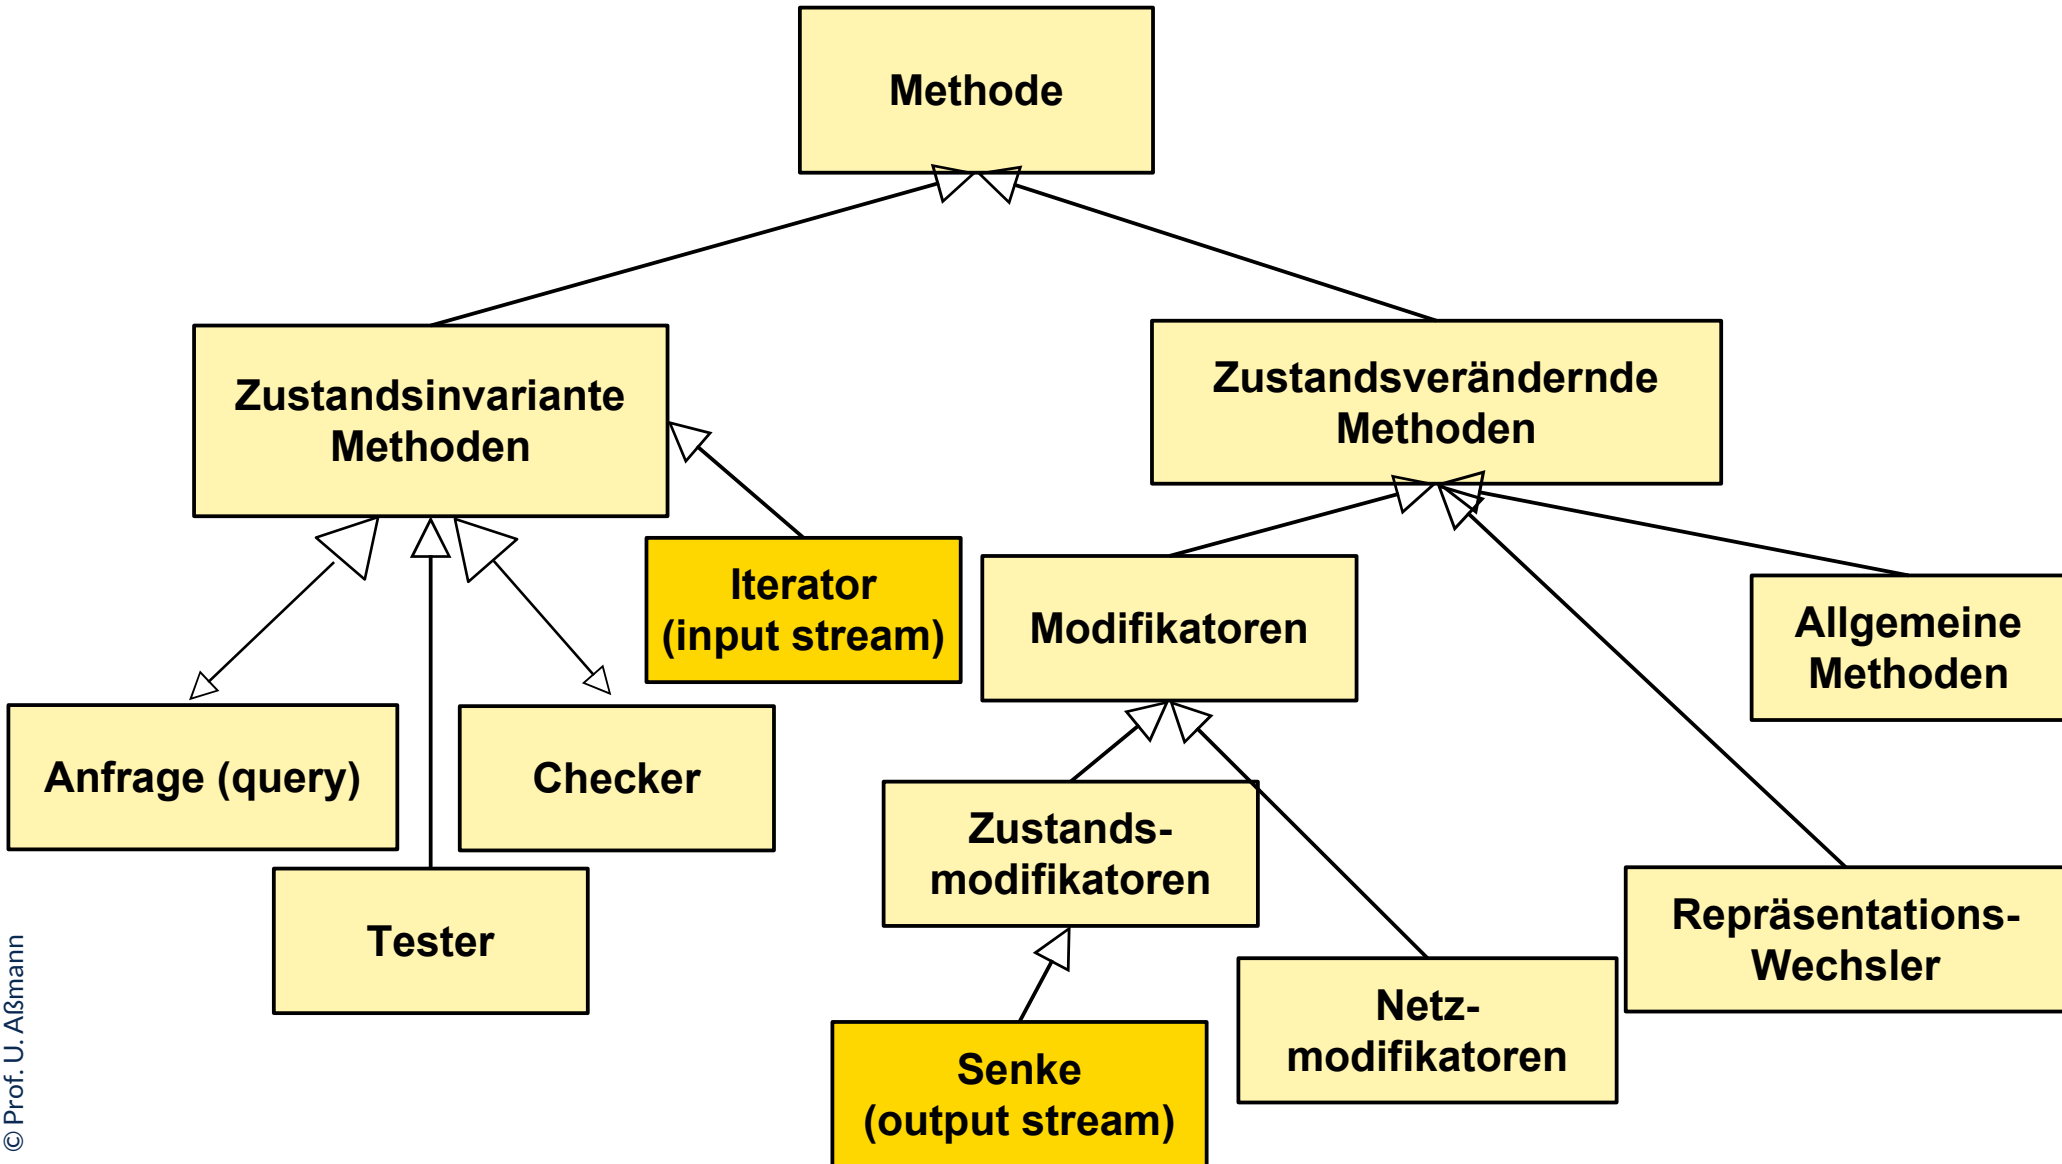 Methode
Zustandsinvariante
Methoden
Zustandsverändernde
Methoden
Iterator
(input stream)
Modifikatoren
Allgemeine
Methoden
Anfrage (query)
Checker
Zustands-
modifikatoren
Tester
Repräsentations-
Wechsler
Netz-
modifikatoren
Senke
(output stream)
© Prof. U. Aßmann